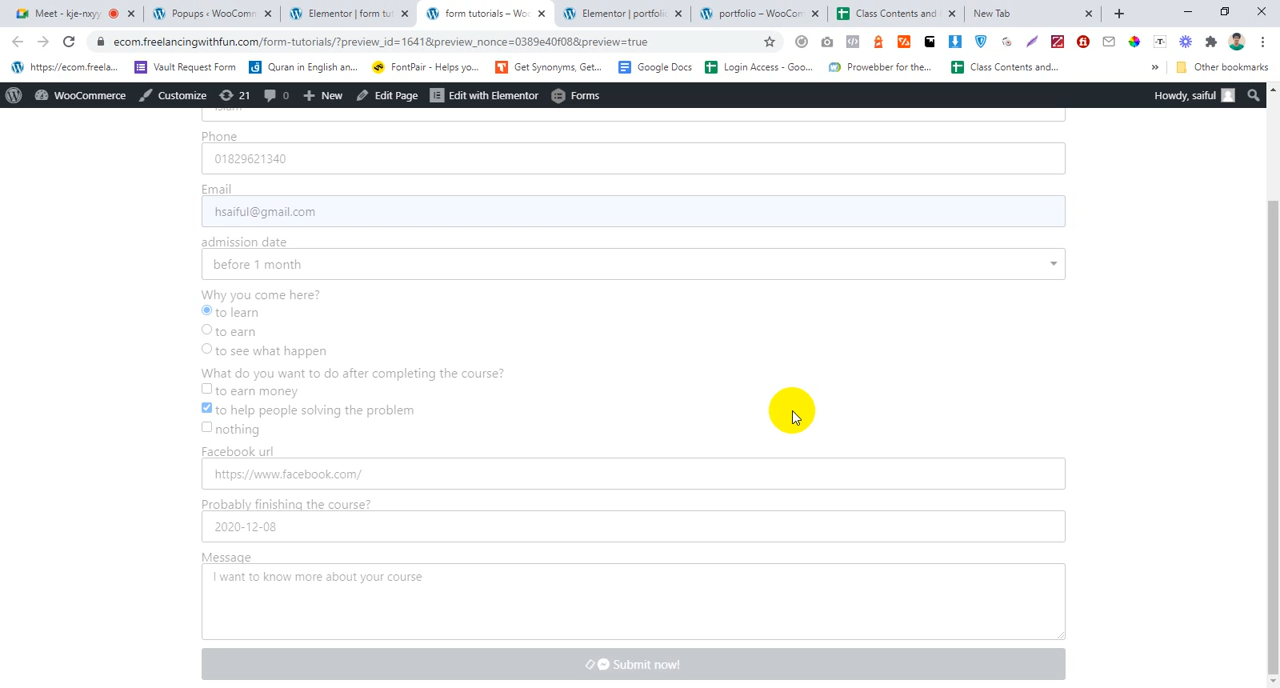 Meet - kje-nxyy
Popups ‹ WooComm
Elementor | form tut
form tutorials – Woo
Elementor | portfolio
portfolio – WooCom
Class Contents and
New Tab
ecom.freelancingwithfun.com/form-tutorials/?preview_id=1641&preview_nonce=0389e40f08&preview=true
https://ecom.freela...
Vault Request Form
Quran in English an...
FontPair - Helps yo...
Get Synonyms, Get...
Google Docs
Login Access - Goo...
Prowebber for the...
Class Contents and...
»
Other bookmarks
WooCommerce
Customize
21
0
New
Edit Page
Edit with Elementor
Forms
Howdy, saiful
Phone
01829621340
Email
hsaiful@gmail.com
admission date
before 1 month
Why you come here?
to learn
to earn
to see what happen
What do you want to do after completing the course?
to earn money
to help people solving the problem
nothing
Facebook url
https://www.facebook.com/
Probably finishing the course?
2020-12-08
Message
I want to know more about your course
Submit now!